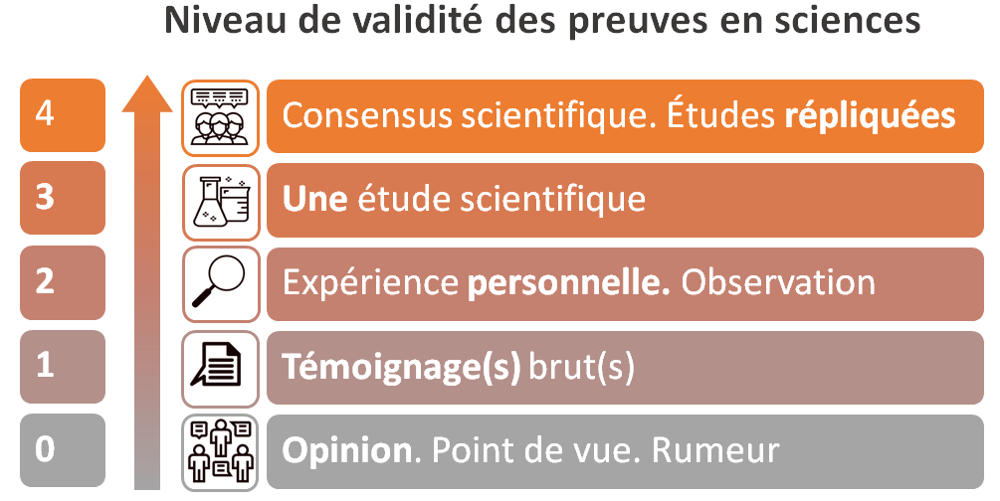 Niveau de validité des preuves en sciences
4 Consensus scientifique. Études répliquées
3 Une étude scientifique
2 Expérience personnelle. Observation
1 Témoignage(s) brut(s)
0 Opinion. Point de vue. Rumeur